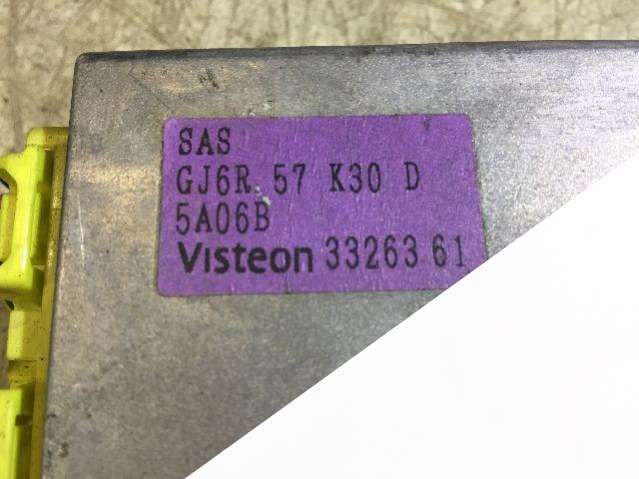 SAS
GJ6R 57 K30 D
5A06B
Visteon 33263 61